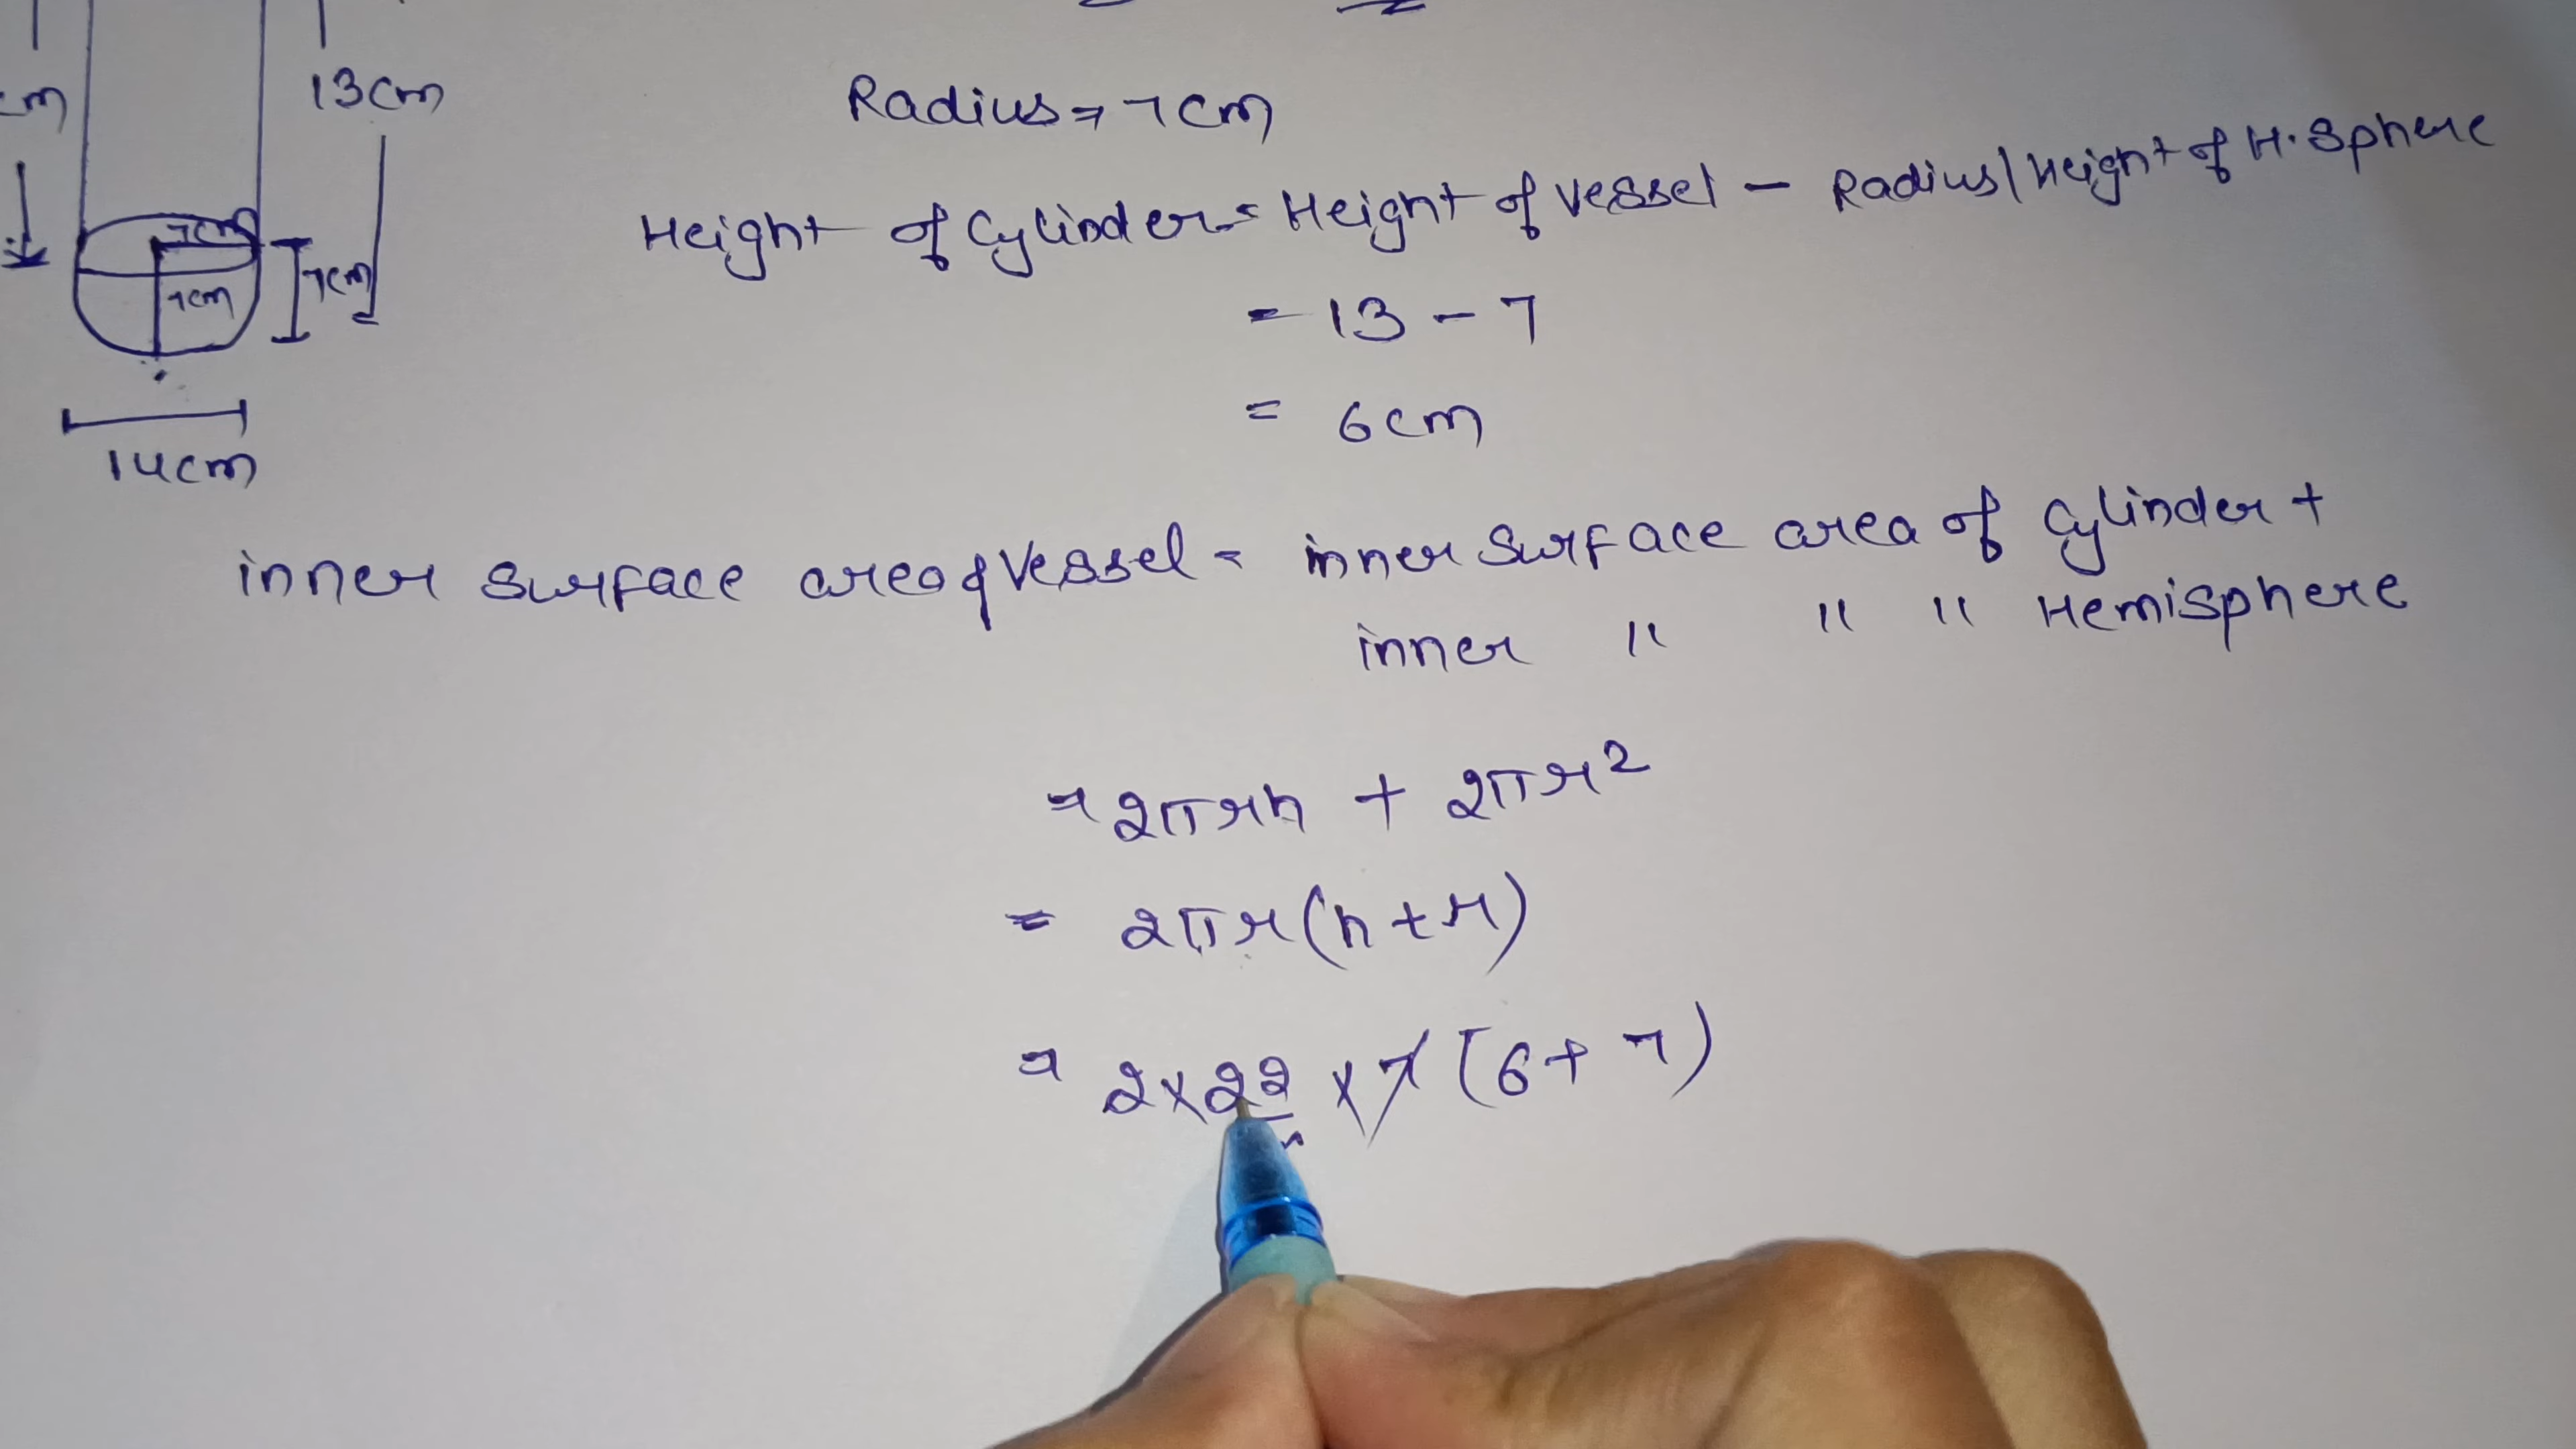 cm
13cm
Radius = 7cm
Height of Cylinder = Height of vessel - Radius/Height of H.Sphere
7cm
7cm
7cm
= 13 - 7
= 6cm
14cm
inner surface area of vessel = inner surface area of Cylinder +
inner " " " Hemisphere
= 2πrh + 2πr²
= 2πr(h+r)
= 2×22 ×7 (6+7)